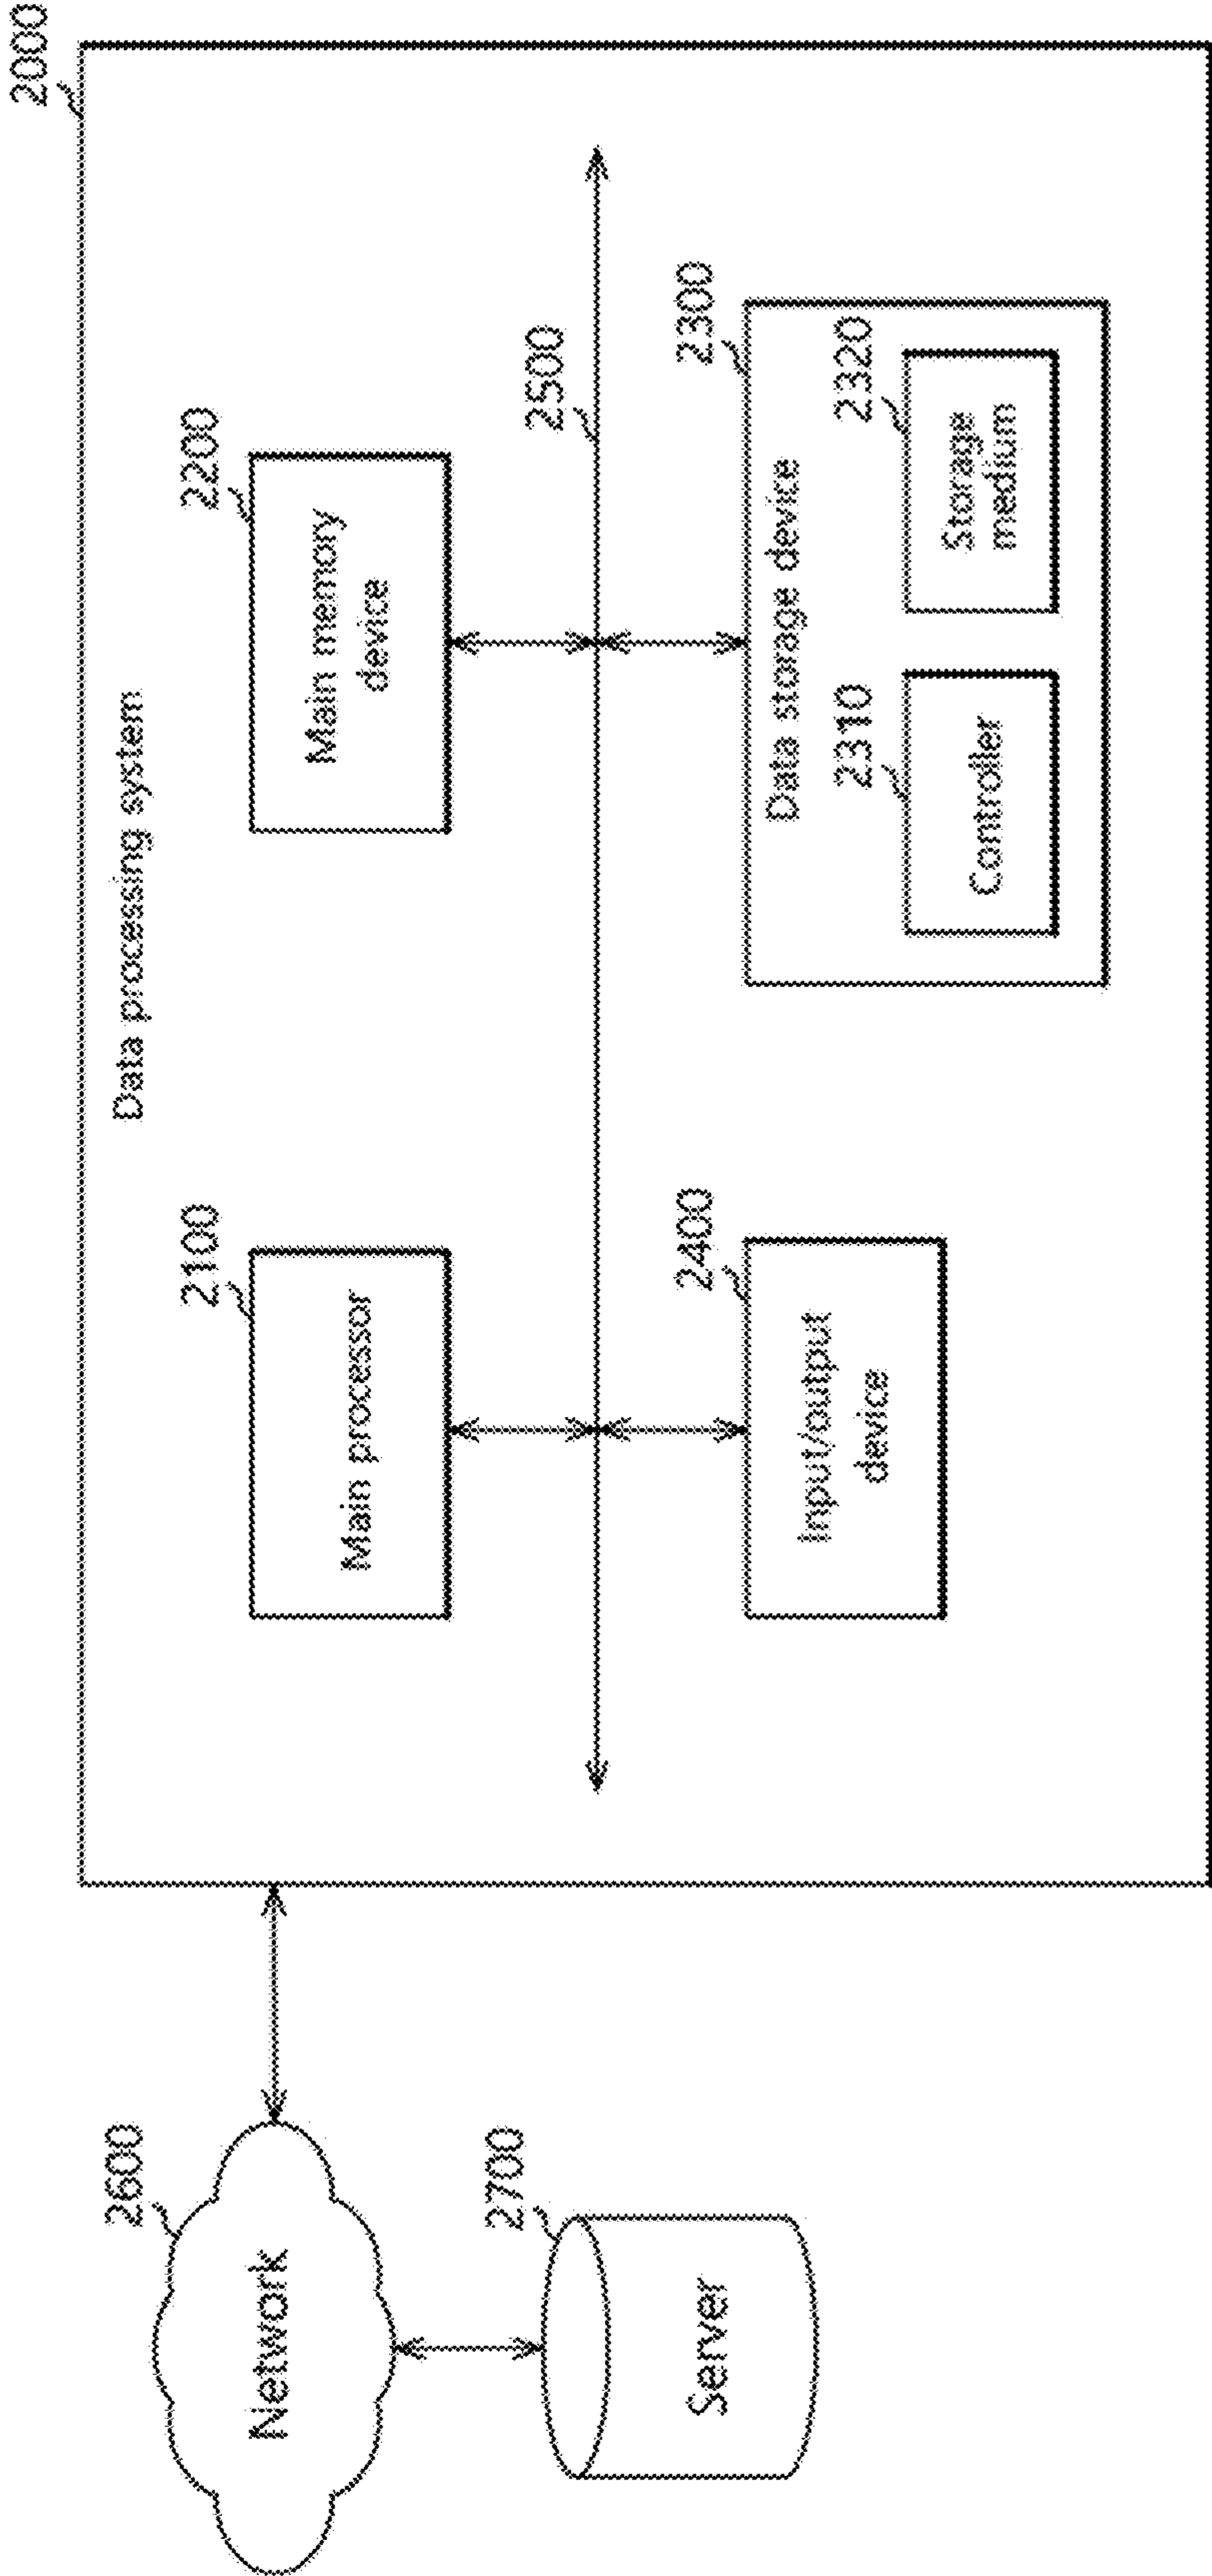 2000
Data processing system
2600
2100
2200
Network
Main processor
Main memory
device
2500
2700
2400
2300
Server
Input/output
device
Data storage device
2310
2320
Controller
Storage
medium